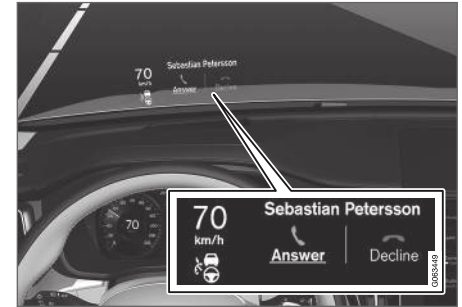 Sebastian Petersson
70
km/h
Answer
Decline
70
70
km/h
Sebastian Petersson
Answer
Decline
G063449